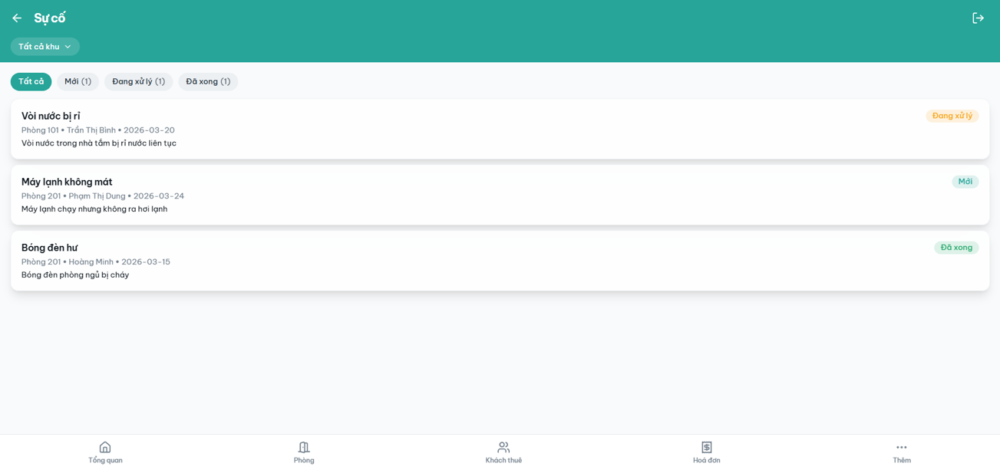 Sự cố
Tất cả khu
Tất cả
Mới (1)
Đang xử lý (1)
Đã xong (1)
Vòi nước bị rỉ
Đang xử lý
Phòng 101 • Trần Thị Bình • 2026-03-20
Vòi nước trong nhà tắm bị rỉ nước liên tục
Máy lạnh không mát
Mới
Phòng 201 • Phạm Thị Dung • 2026-03-24
Máy lạnh chạy nhưng không ra hơi lạnh
Bóng đèn hư
Đã xong
Phòng 201 • Hoàng Minh • 2026-03-15
Bóng đèn phòng ngủ bị cháy
Tổng quan
Phòng
Khách thuê
Hoá đơn
Thêm